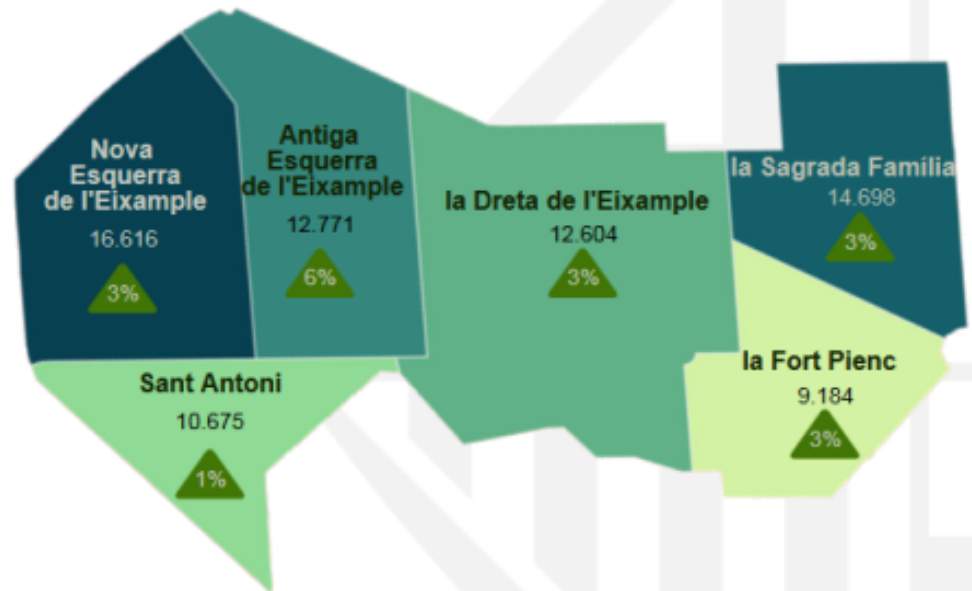 Nova
Esquerra
de l'Eixample
16.616
3%
Antiga
Esquerra
de l'Eixample
12.771
6%
la Dreta de l'Eixample
12.604
3%
la Sagrada Família
14.698
3%
Sant Antoni
10.675
1%
la Fort Pienc
9.184
3%